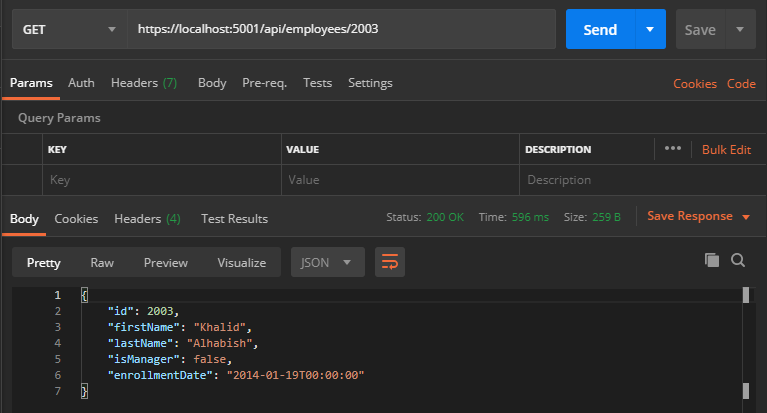 GET https://localhost:5001/api/employees/2003 Send Save
Params Auth Headers (7) Body Pre-req. Tests Settings Cookies Code
Query Params
KEY VALUE DESCRIPTION ••• Bulk Edit
Key Value Description
Body Cookies Headers (4) Test Results Status: 200 OK Time: 596 ms Size: 259 B Save Response
Pretty Raw Preview Visualize JSON
1 {
2 "id": 2003,
3 "firstName": "Khalid",
4 "lastName": "Alhabish",
5 "isManager": false,
6 "enrollmentDate": "2014-01-19T00:00:00"
7 }